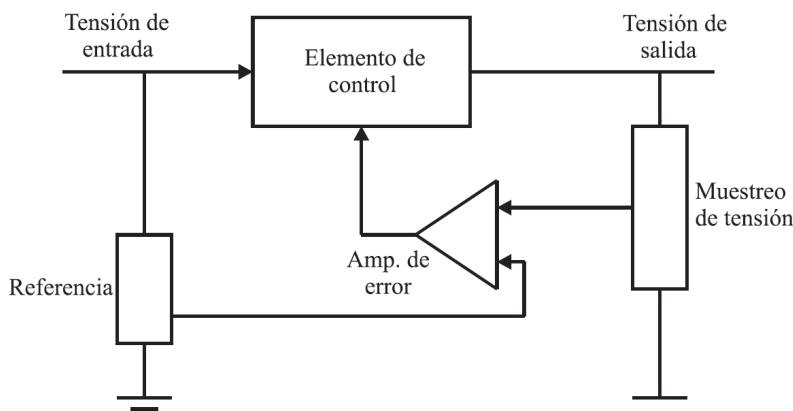 Tensión de
entrada
Elemento de
control
Tensión de
salida
Muestreo
de tensión
Amp. de
error
Referencia